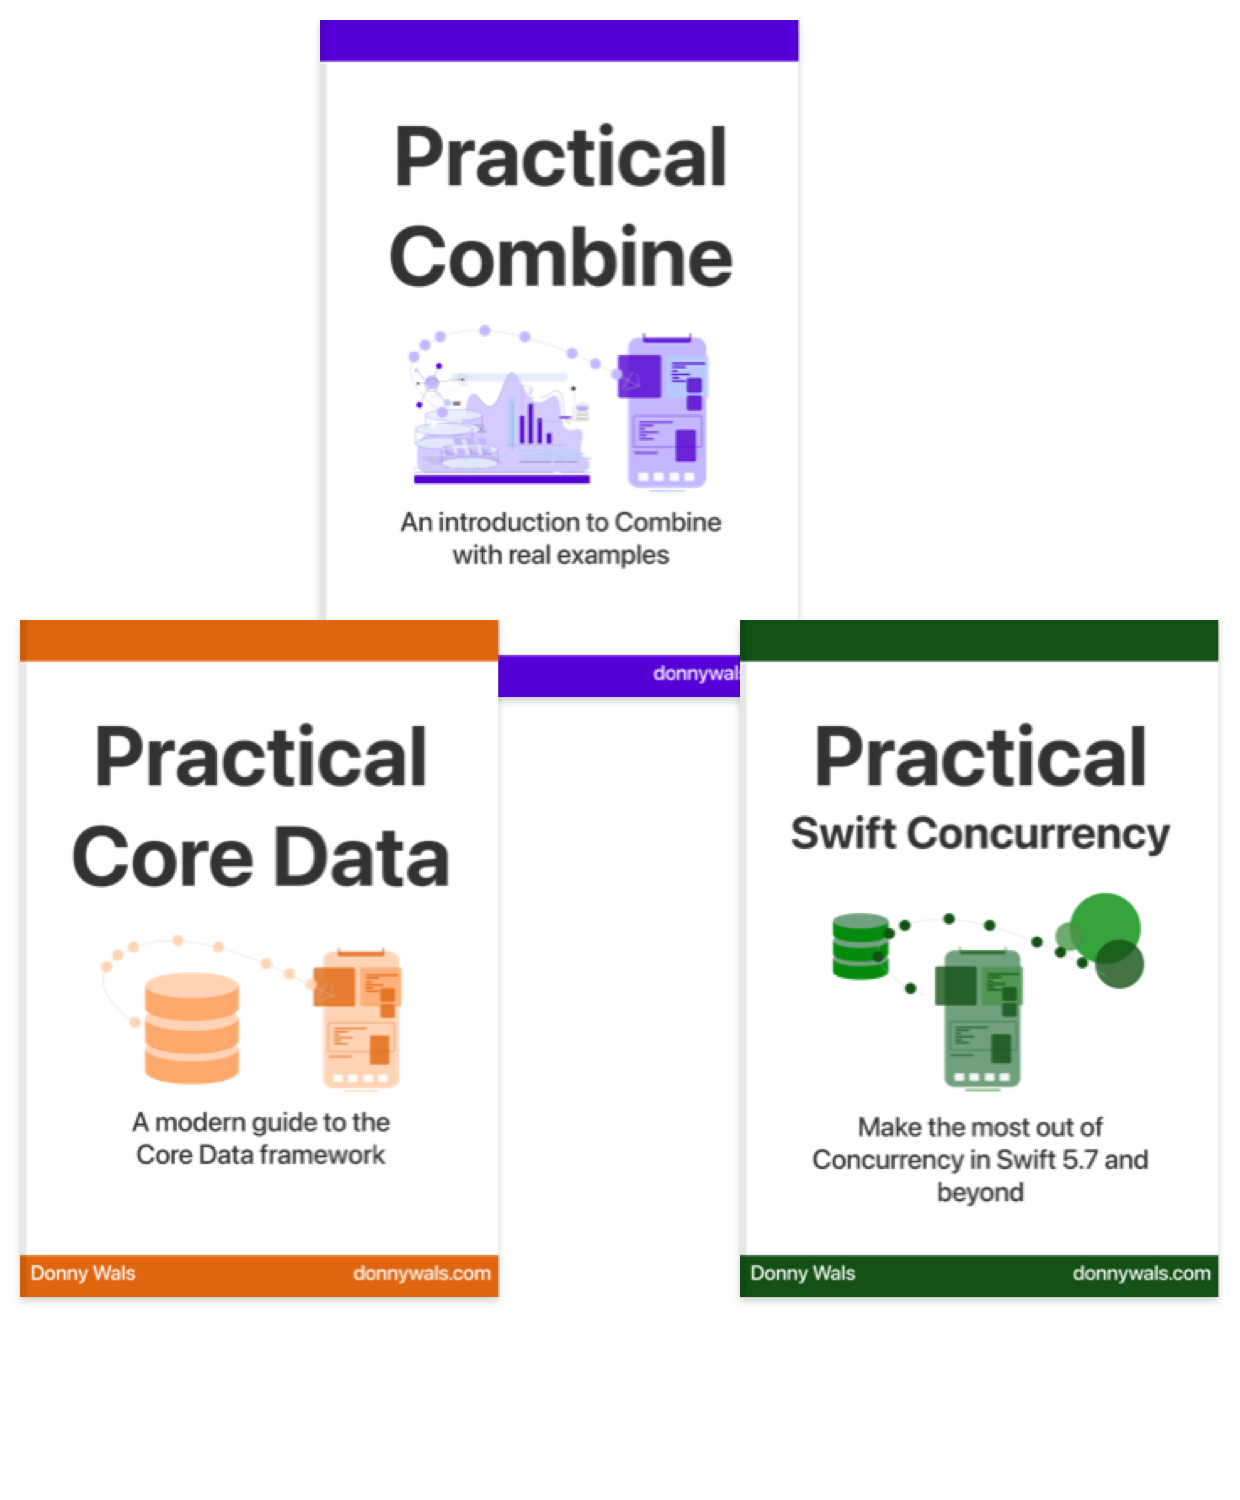 Practical
Combine
An introduction to Combine
with real examples
donnywals
Practical
Core Data
A modern guide to the
Core Data framework
Donny Wals
donnywals.com
Practical
Swift Concurrency
Make the most out of
Concurrency in Swift 5.7 and
beyond
Donny Wals
donnywals.com